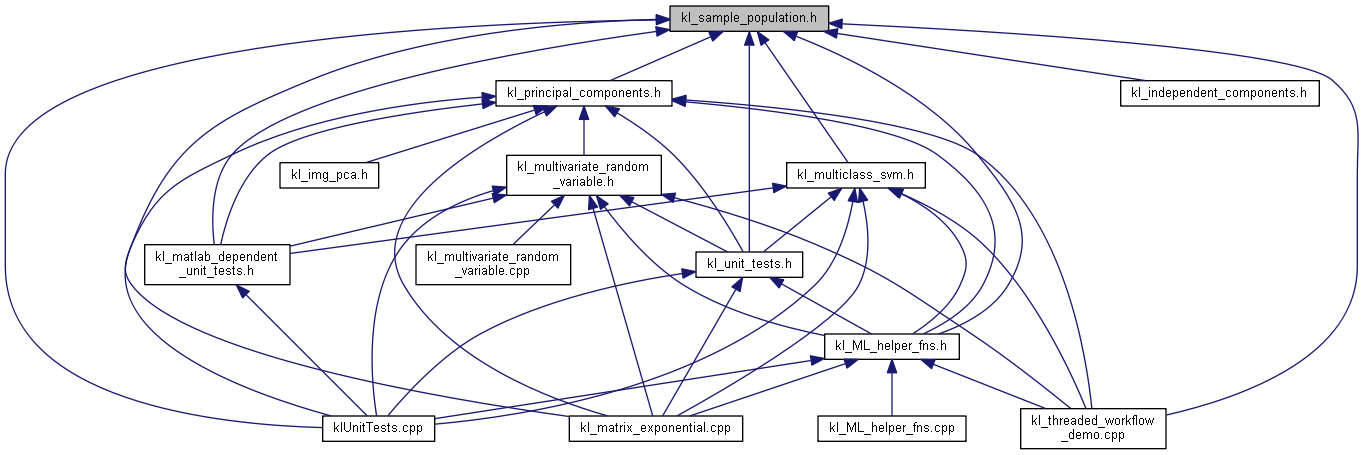 kl_sample_population.h
kl_principal_components.h
kl_independent_components.h
kl_img_pca.h
kl_multivariate_random
_variable.h
kl_multiclass_svm.h
kl_matlab_dependent
_unit_tests.h
kl_multivariate_random
_variable.cpp
kl_unit_tests.h
kl_ML_helper_fns.h
klUnitTests.cpp
kl_matrix_exponential.cpp
kl_ML_helper_fns.cpp
kl_threaded_workflow
_demo.cpp